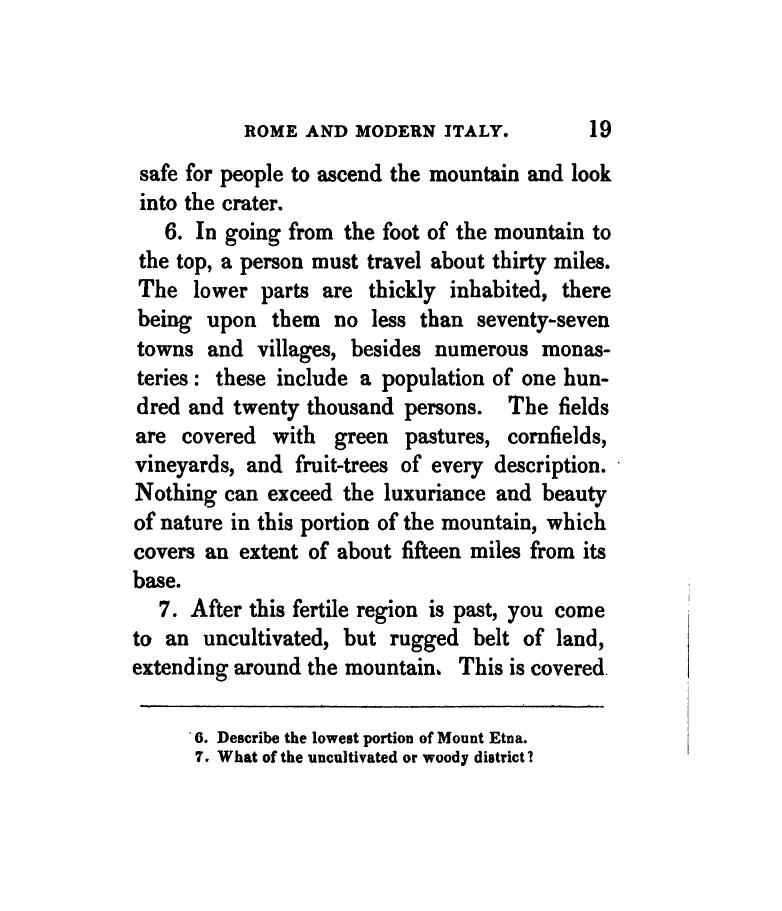 ROME AND MODERN ITALY. 19
safe for people to ascend the mountain and look
into the crater.
6. In going from the foot of the mountain to
the top, a person must travel about thirty miles.
The lower parts are thickly inhabited, there
being upon them no less than seventy-seven
towns and villages, besides numerous monas-
teries : these include a population of one hun-
dred and twenty thousand persons. The fields
are covered with green pastures, cornfields,
vineyards, and fruit-trees of every description.
Nothing can exceed the luxuriance and beauty
of nature in this portion of the mountain, which
covers an extent of about fifteen miles from its
base.
7. After this fertile region is past, you come
to an uncultivated, but rugged belt of land,
extending around the mountain. This is covered
6. Describe the lowest portion of Mount Etna.
7. What of the uncultivated or woody district ?